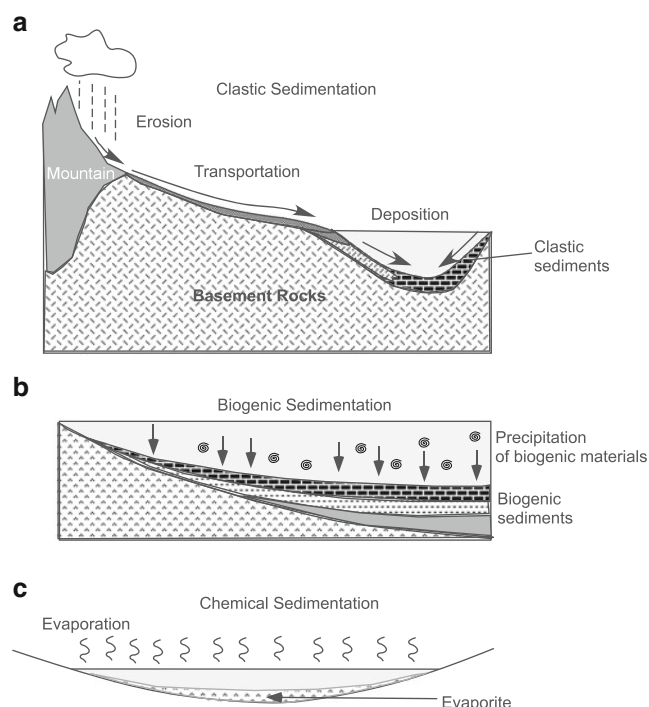 a
Clastic Sedimentation
Erosion
Mountain
Transportation
Deposition
Clastic
sediments
Basement Rocks
b
Biogenic Sedimentation
Precipitation
of biogenic materials
Biogenic
sediments
c
Chemical Sedimentation
Evaporation
Evaporite